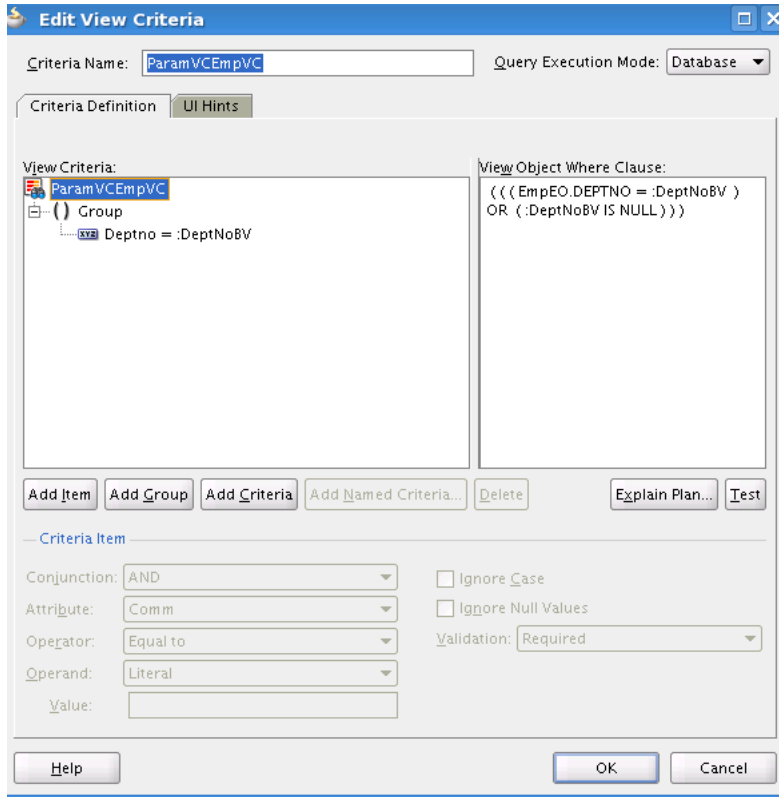 Edit View Criteria
Criteria Name: ParamVCEmpVC Query Execution Mode: Database
Criteria Definition UI Hints
View Criteria: View Object Where Clause:
ParamVCEmpVC
() Group
XYZ Deptno = :DeptNoBV
(((EmpEO.DEPTNO = :DeptNoBV )
OR (:DeptNoBV IS NULL)))
Add Item Add Group Add Criteria Add Named Criteria... Delete Explain Plan... Test
Criteria Item
Conjunction: AND Ignore Case
Attribute: Comm Ignore Null Values
Operator: Equal to Validation: Required
Operand: Literal
Value:
Help OK Cancel